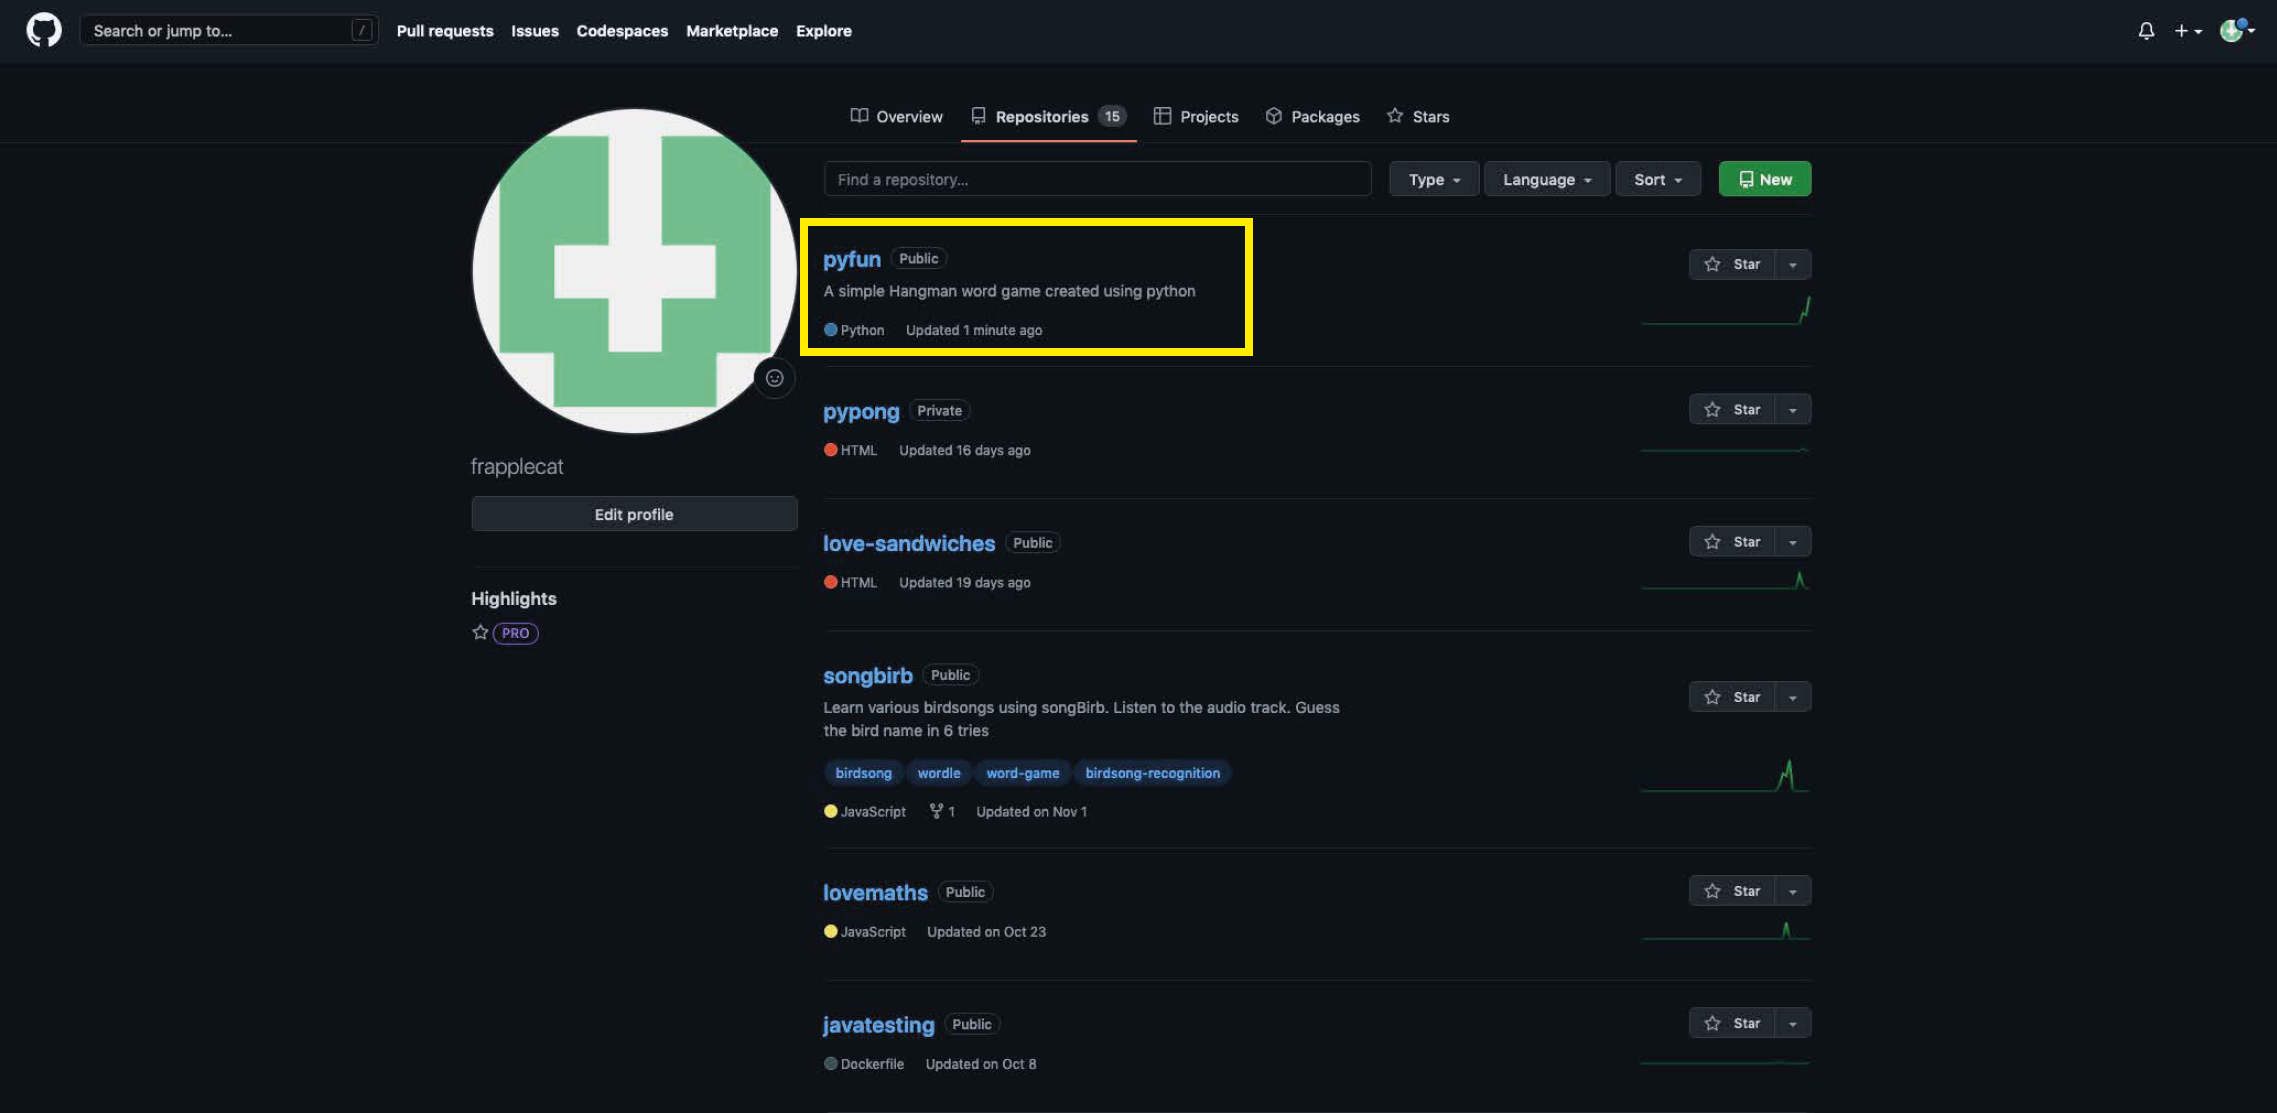 Search or jump to... /
Pull requests Issues Codespaces Marketplace Explore
Overview Repositories 15 Projects Packages Stars
Find a repository... Type Language Sort New
pyfun Public
Star
A simple Hangman word game created using python
Python Updated 1 minute ago
pypong Private
Star
HTML Updated 16 days ago
frapplecat
Edit profile
love-sandwiches Public
Star
HTML Updated 19 days ago
Highlights
PRO
songbirb Public
Star
Learn various birdsongs using songBirb. Listen to the audio track. Guess
the bird name in 6 tries
birdsong wordle word-game birdsong-recognition
JavaScript 1 Updated on Nov 1
lovemaths Public
Star
JavaScript Updated on Oct 23
javatesting Public
Star
Dockerfile Updated on Oct 8